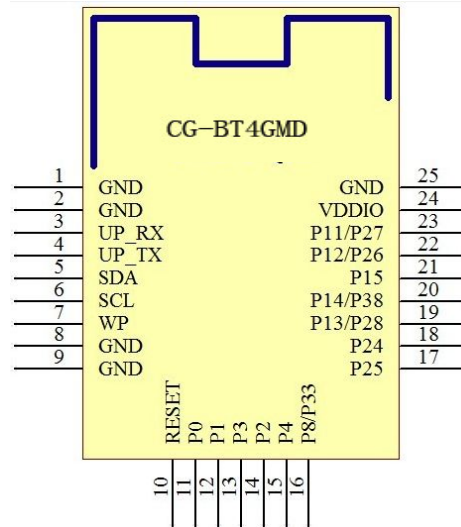 CG-BT4GMD
1 GND GND 25
2 GND VDDIO 24
3 UP_RX P11/P27 23
4 UP_TX P12/P26 22
5 SDA P15 21
6 SCL P14/P38 20
7 WP P13/P28 19
8 GND P24 18
9 GND P25 17
RESET P0 P1 P3 P2 P4 P8/P33
10 11 12 13 14 15 16